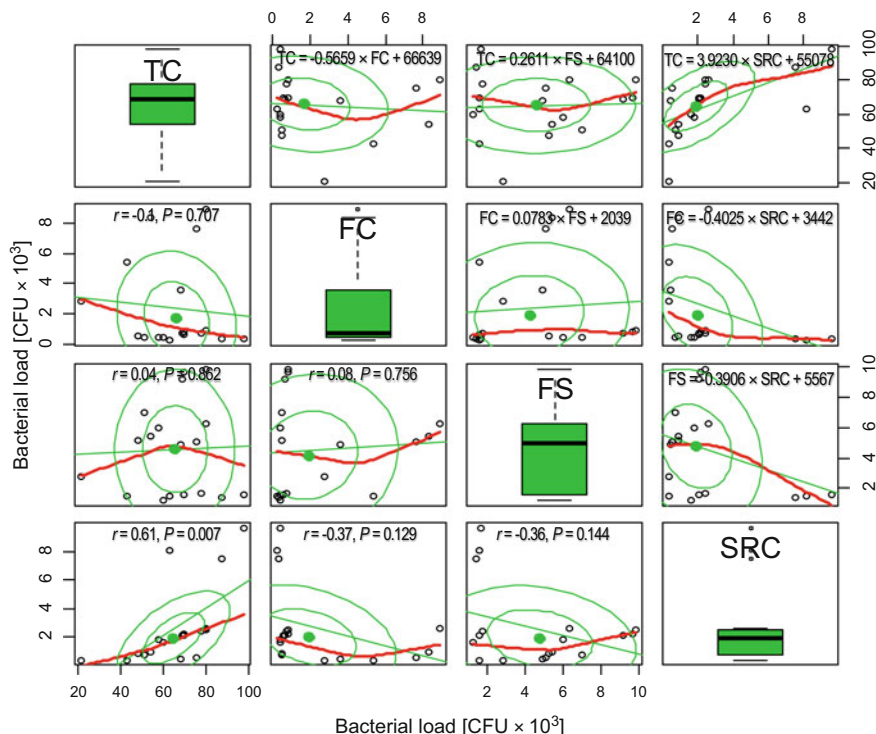 0 2 4 6 8
2 4 6 8
TC
TC = -0.5659 × FC + 66639
TC = 0.2611 × FS + 64100
TC = 3.9230 × SRC + 55078
100
80
60
40
20
8
6
4
2
0
r = -0.1, P = 0.707
FC
FC = 0.0783 × FS + 2039
FC = -0.4025 × SRC + 3442
r = 0.04, P = 0.862
r = 0.08, P = 0.756
FS
FS = -0.3906 × SRC + 5567
10
8
6
4
2
8
6
4
2
r = 0.61, P = 0.007
r = -0.37, P = 0.129
r = -0.36, P = 0.144
SRC
20 40 60 80 100
2 4 6 8 10
0 2 4 6 8
Bacterial load [CFU × 10³]
Bacterial load [CFU × 10³]